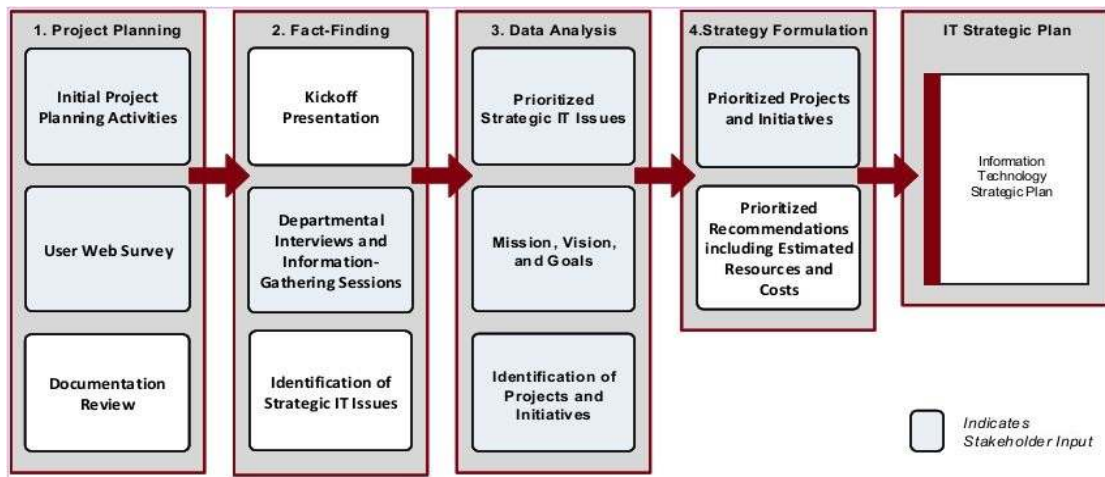 1. Project Planning
Initial Project
Planning Activities
User Web Survey
Documentation
Review
2. Fact-Finding
Kickoff
Presentation
Departmental
Interviews and
Information-
Gathering Sessions
Identification of
Strategic IT Issues
3. Data Analysis
Prioritized
Strategic IT Issues
Mission, Vision,
and Goals
Identification of
Projects and
Initiatives
4.Strategy Formulation
Prioritized Projects
and Initiatives
Prioritized
Recommendations
including Estimated
Resources and
Costs
IT Strategic Plan
Information
Technology
Strategic Plan
Indicates
Stakeholder Input